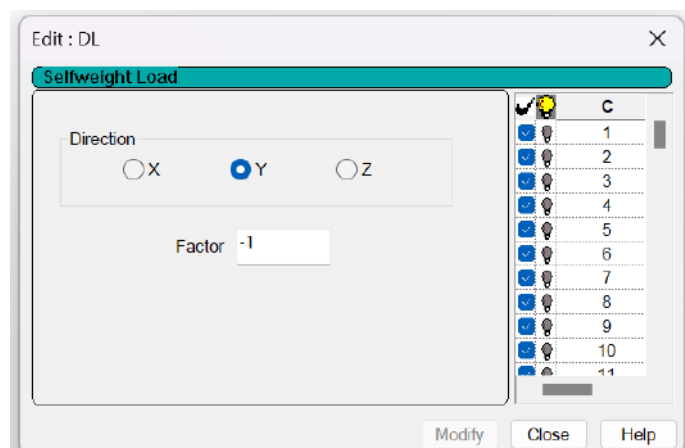 Edit : DL
Selfweight Load
Direction
X Y Z
Factor -1
C
1
2
3
4
5
6
7
8
9
10
11
Modify Close Help